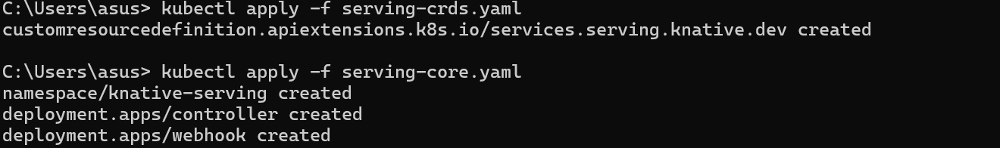 C:\Users\asus> kubectl apply -f serving-crds.yaml
customresourcedefinition.apiextensions.k8s.io/services.serving.knative.dev created
C:\Users\asus> kubectl apply -f serving-core.yaml
namespace/knative-serving created
deployment.apps/controller created
deployment.apps/webhook created